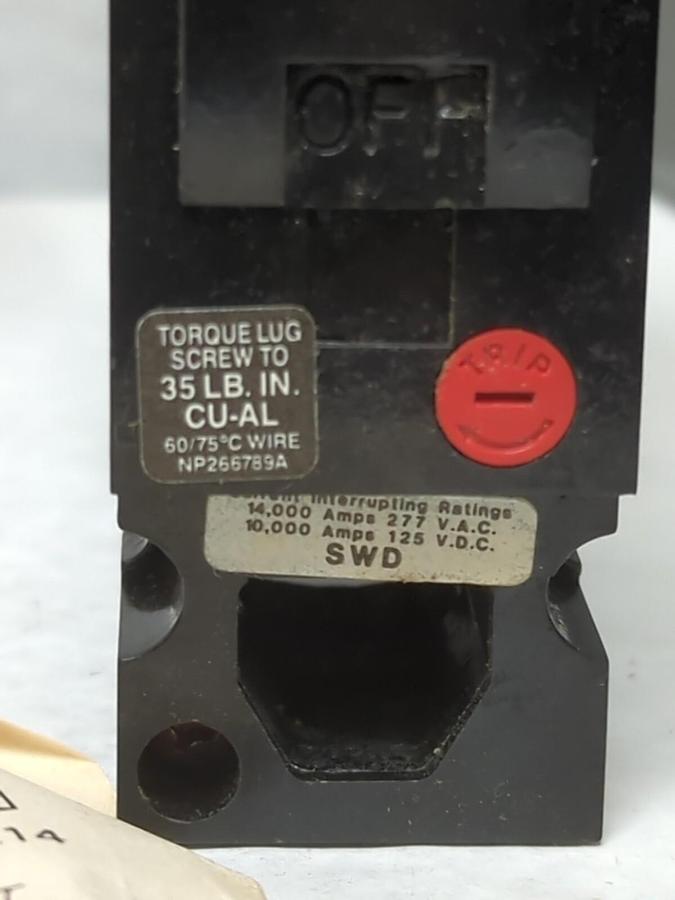 OFF
TORQUE LUG
SCREW TO
35 LB. IN.
CU-AL
60/75°C WIRE
NP266789A
TRIP
Interrupting Ratings
14,000 Amps 277 V.A.C.
10,000 Amps 125 V.D.C.
SWD
14